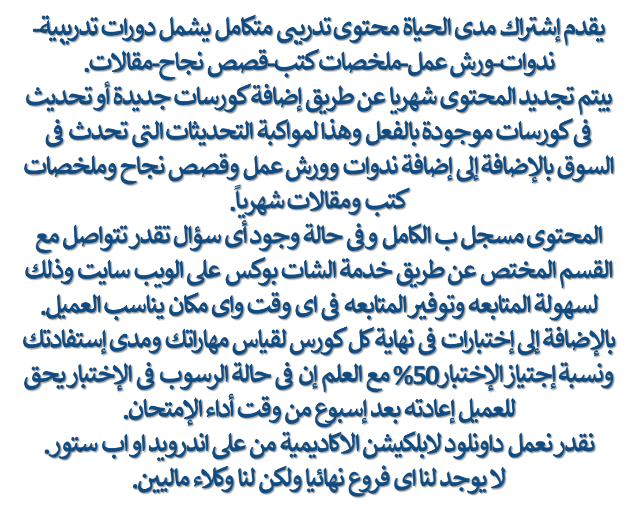 يقدم إشتراك مدى الحياة محتوى تدريبى متكامل يشمل دورات تدريبية-
ندوات-ورش عمل-ملخصات كتب-قصص نجاح-مقالات.
بيتم تجديد المحتوى شهريا عن طريق إضافة كورسات جديدة أو تحديث
فى كورسات موجودة بالفعل وهذا لمواكبة التحديثات التى تحدث فى
السوق بالإضافة إلى إضافة ندوات وورش عمل وقصص نجاح وملخصات
كتب ومقالات شهرياً.
المحتوى مسجل ب الكامل وفى حالة وجود أى سؤال تقدر تتواصل مع
القسم المختص عن طريق خدمة الشات بوكس على الويب سايت وذلك
لسهولة المتابعه وتوفير المتابعه فى اى وقت واى مكان يناسب العميل.
بالإضافة إلى إختبارات فى نهاية كل كورس لقياس مهاراتك ومدى إستفادتك
ونسبة إجتياز الإختبار 50% مع العلم إن فى حالة الرسوب فى الإختبار يحق
للعميل إعادته بعد إسبوع من وقت أداء الإمتحان.
نقدر نعمل داونلود لابلكيشن الاكاديمية من على اندرويد او اب ستور.
لا يوجد لنا اى فروع نهائيا ولكن لنا وكلاء ماليين.